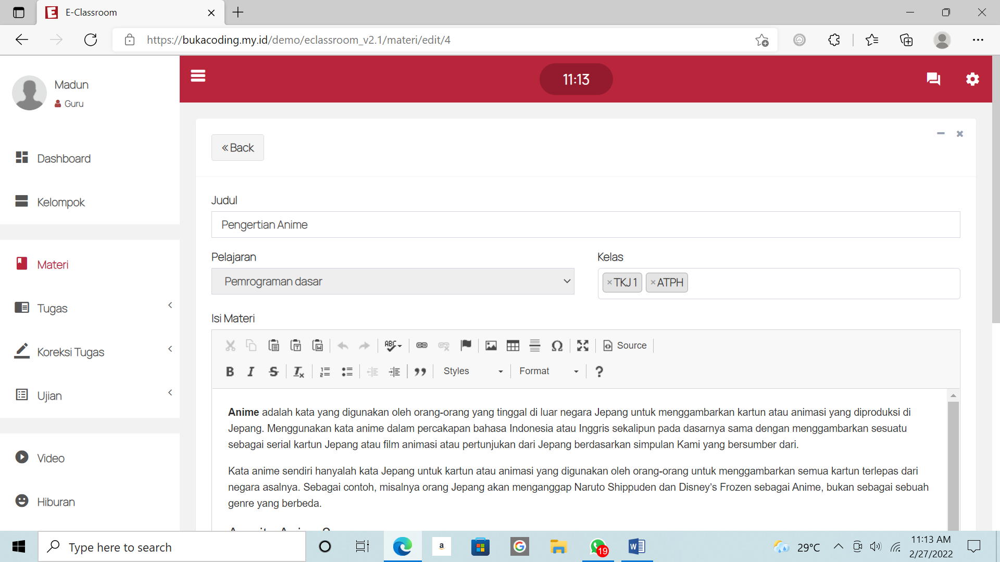 E-Classroom
https://bukacoding.my.id/demo/eclassroom_v2.1/materi/edit/4
Madun
Guru
11:13
Dashboard
Kelompok
Materi
Tugas
Koreksi Tugas
Ujian
Video
Hiburan
« Back
Judul
Pengertian Anime
Pelajaran
Kelas
Pemrograman dasar
× TKJ 1 × ATPH
Isi Materi
ABC
Source
B I S Tx
Styles
Format
?
Anime adalah kata yang digunakan oleh orang-orang yang tinggal di luar negara Jepang untuk menggambarkan kartun atau animasi yang diproduksi di
Jepang. Menggunakan kata anime dalam percakapan bahasa Indonesia atau Inggris sekalipun pada dasarnya sama dengan menggambarkan sesuatu
sebagai serial kartun Jepang atau film animasi atau pertunjukan dari Jepang berdasarkan simpulan Kami yang bersumber dari.
Kata anime sendiri hanyalah kata Jepang untuk kartun atau animasi yang digunakan oleh orang-orang untuk menggambarkan semua kartun terlepas dari
negara asalnya. Sebagai contoh, misalnya orang Jepang akan menganggap Naruto Shippuden dan Disney’s Frozen sebagai Anime, bukan sebagai sebuah
genre yang berbeda.
Type here to search
19
29°C
11:13 AM
2/27/2022